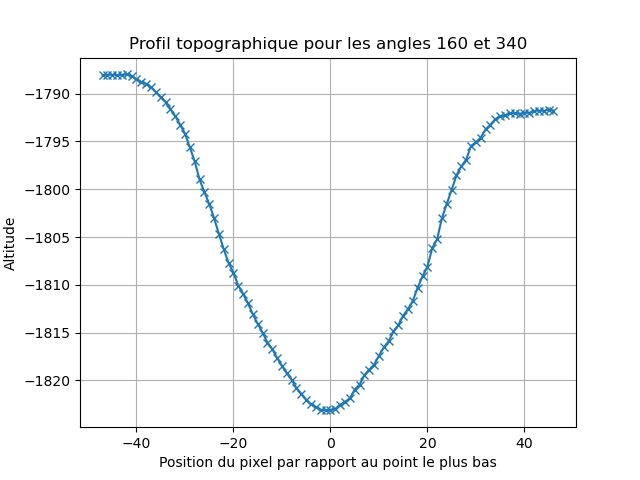 Profil topographique pour les angles 160 et 340
Altitude
−1790
−1795
−1800
−1805
−1810
−1815
−1820
−40 −20 0 20 40
Position du pixel par rapport au point le plus bas